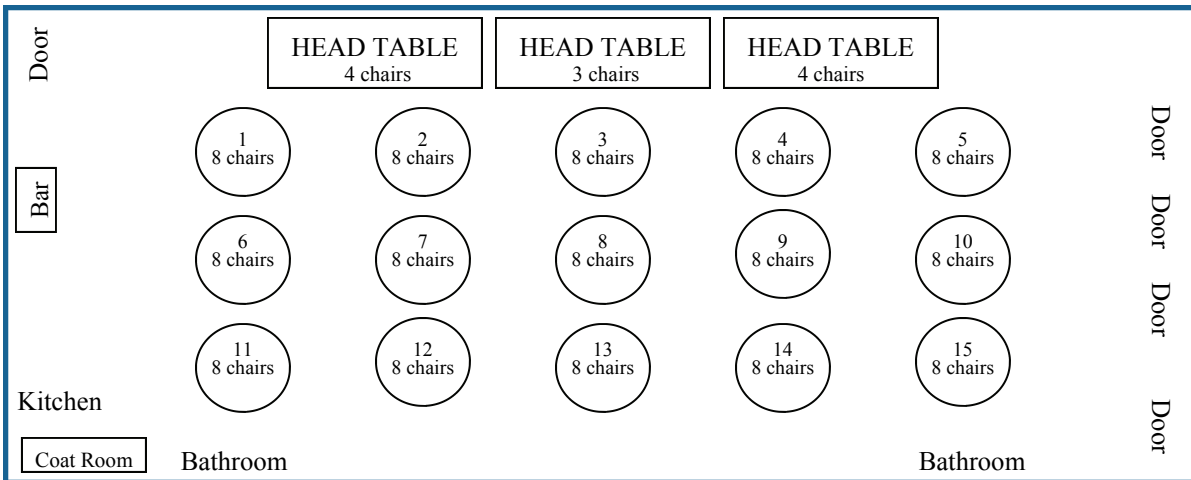 Door
HEAD TABLE
4 chairs
HEAD TABLE
3 chairs
HEAD TABLE
4 chairs
1
8 chairs
2
8 chairs
3
8 chairs
4
8 chairs
5
8 chairs
Door
Bar
Door
6
8 chairs
7
8 chairs
8
8 chairs
9
8 chairs
10
8 chairs
Door
11
8 chairs
12
8 chairs
13
8 chairs
14
8 chairs
15
8 chairs
Kitchen
Door
Coat Room
Bathroom
Bathroom